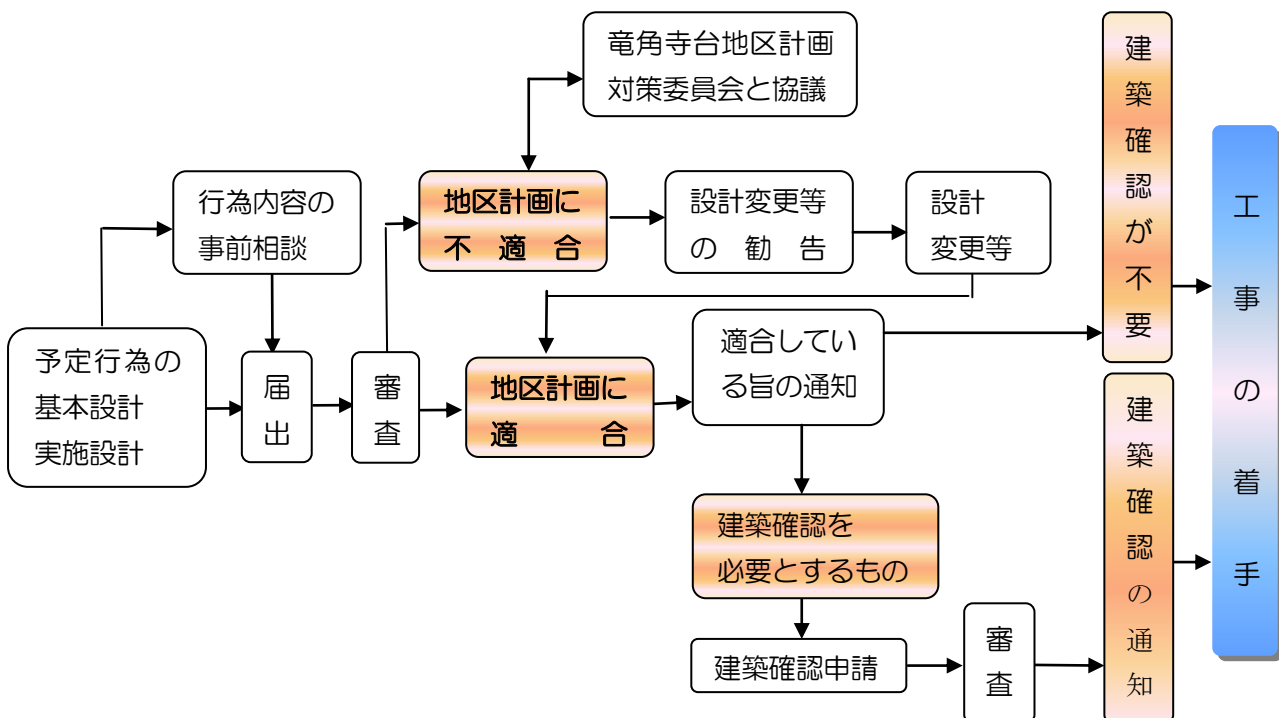 竜角寺台地区計画
対策委員会と協議
行為内容の
事前相談
地区計画に
不適合
設計変更等
の勧告
設計
変更等
予定行為の
基本設計
実施設計
届出
審査
地区計画に
適合
適合してい
る旨の通知
建築確認が不要
建築確認を
必要とするもの
建築確認申請
審査
建築確認の通知
工事の着手